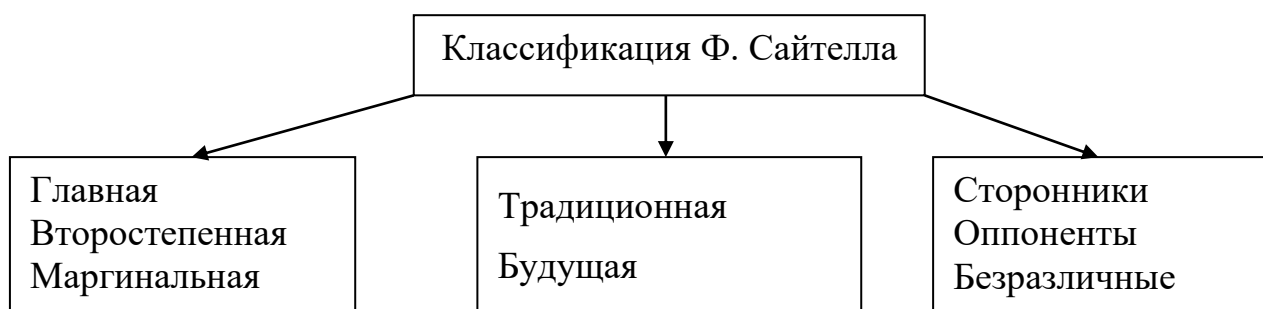 Классификация Ф. Сайтелла
Главная
Второстепенная
Маргинальная
Традиционная
Будущая
Сторонники
Оппоненты
Безразличные